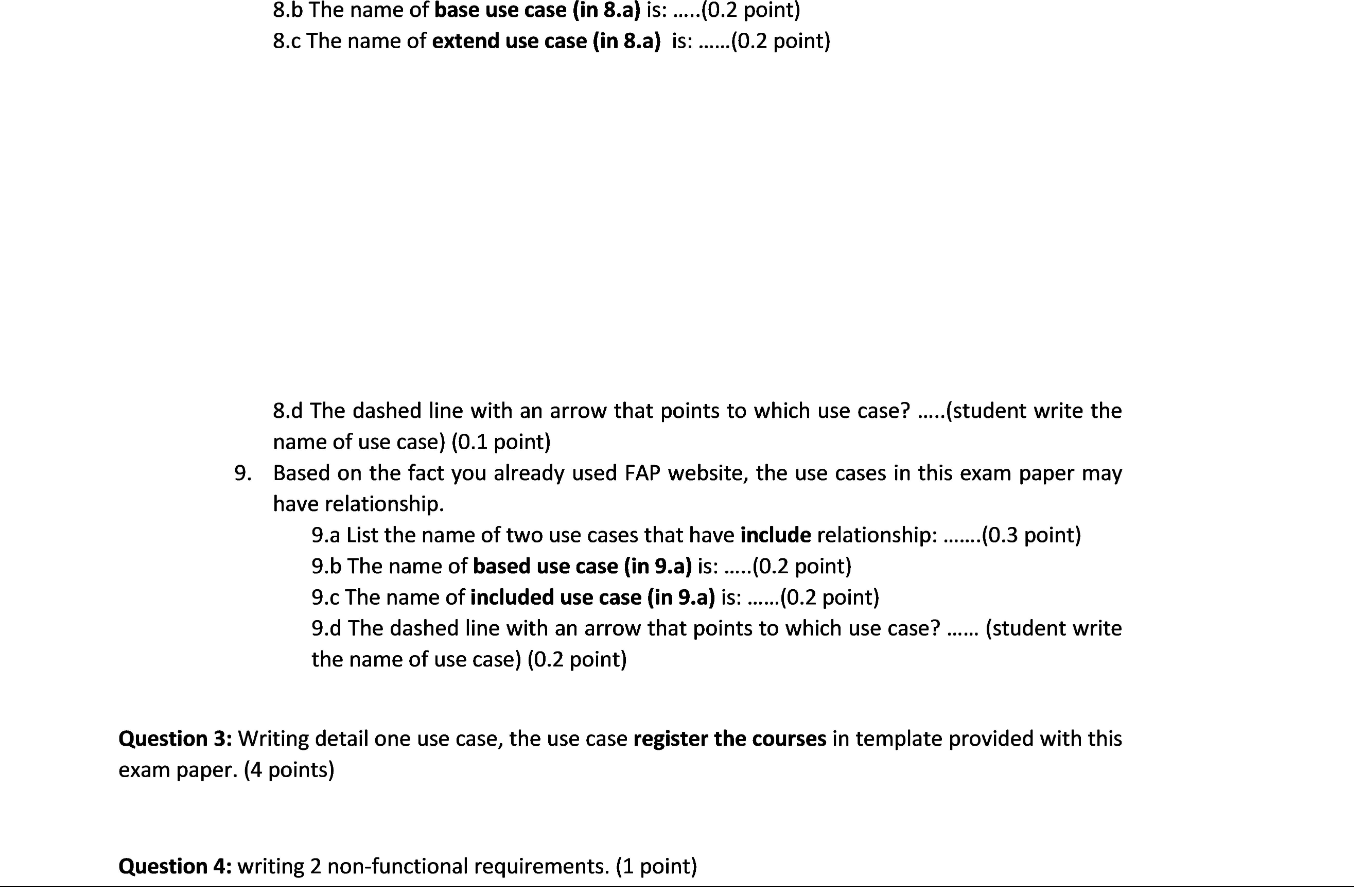 8.b The name of base use case (in 8.a) is: .....(0.2 point)
8.c The name of extend use case (in 8.a)  is: ......(0.2 point)
8.d The dashed line with an arrow that points to which use case? .....(student write the
name of use case) (0.1 point)
9. Based on the fact you already used FAP website, the use cases in this exam paper may
have relationship.
9.a List the name of two use cases that have include relationship: .......(0.3 point)
9.b The name of based use case (in 9.a) is: .....(0.2 point)
9.c The name of included use case (in 9.a) is: ......(0.2 point)
9.d The dashed line with an arrow that points to which use case? ...... (student write
the name of use case) (0.2 point)
Question 3: Writing detail one use case, the use case register the courses in template provided with this
exam paper. (4 points)
Question 4: writing 2 non-functional requirements. (1 point)